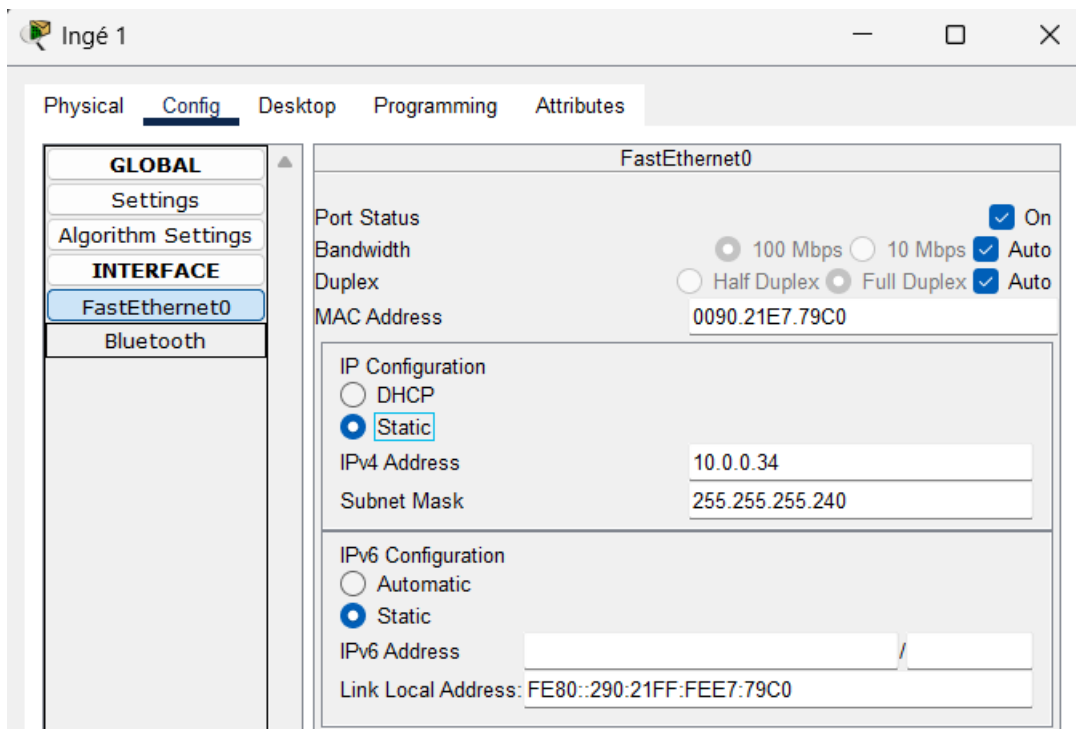 Ingé 1
Physical Config Desktop Programming Attributes
GLOBAL
Settings
Algorithm Settings
INTERFACE
FastEthernet0
Bluetooth
FastEthernet0
Port Status On
Bandwidth 100 Mbps 10 Mbps Auto
Duplex Half Duplex Full Duplex Auto
MAC Address 0090.21E7.79C0
IP Configuration
DHCP
Static
IPv4 Address 10.0.0.34
Subnet Mask 255.255.255.240
IPv6 Configuration
Automatic
Static
IPv6 Address /
Link Local Address: FE80::290:21FF:FEE7:79C0